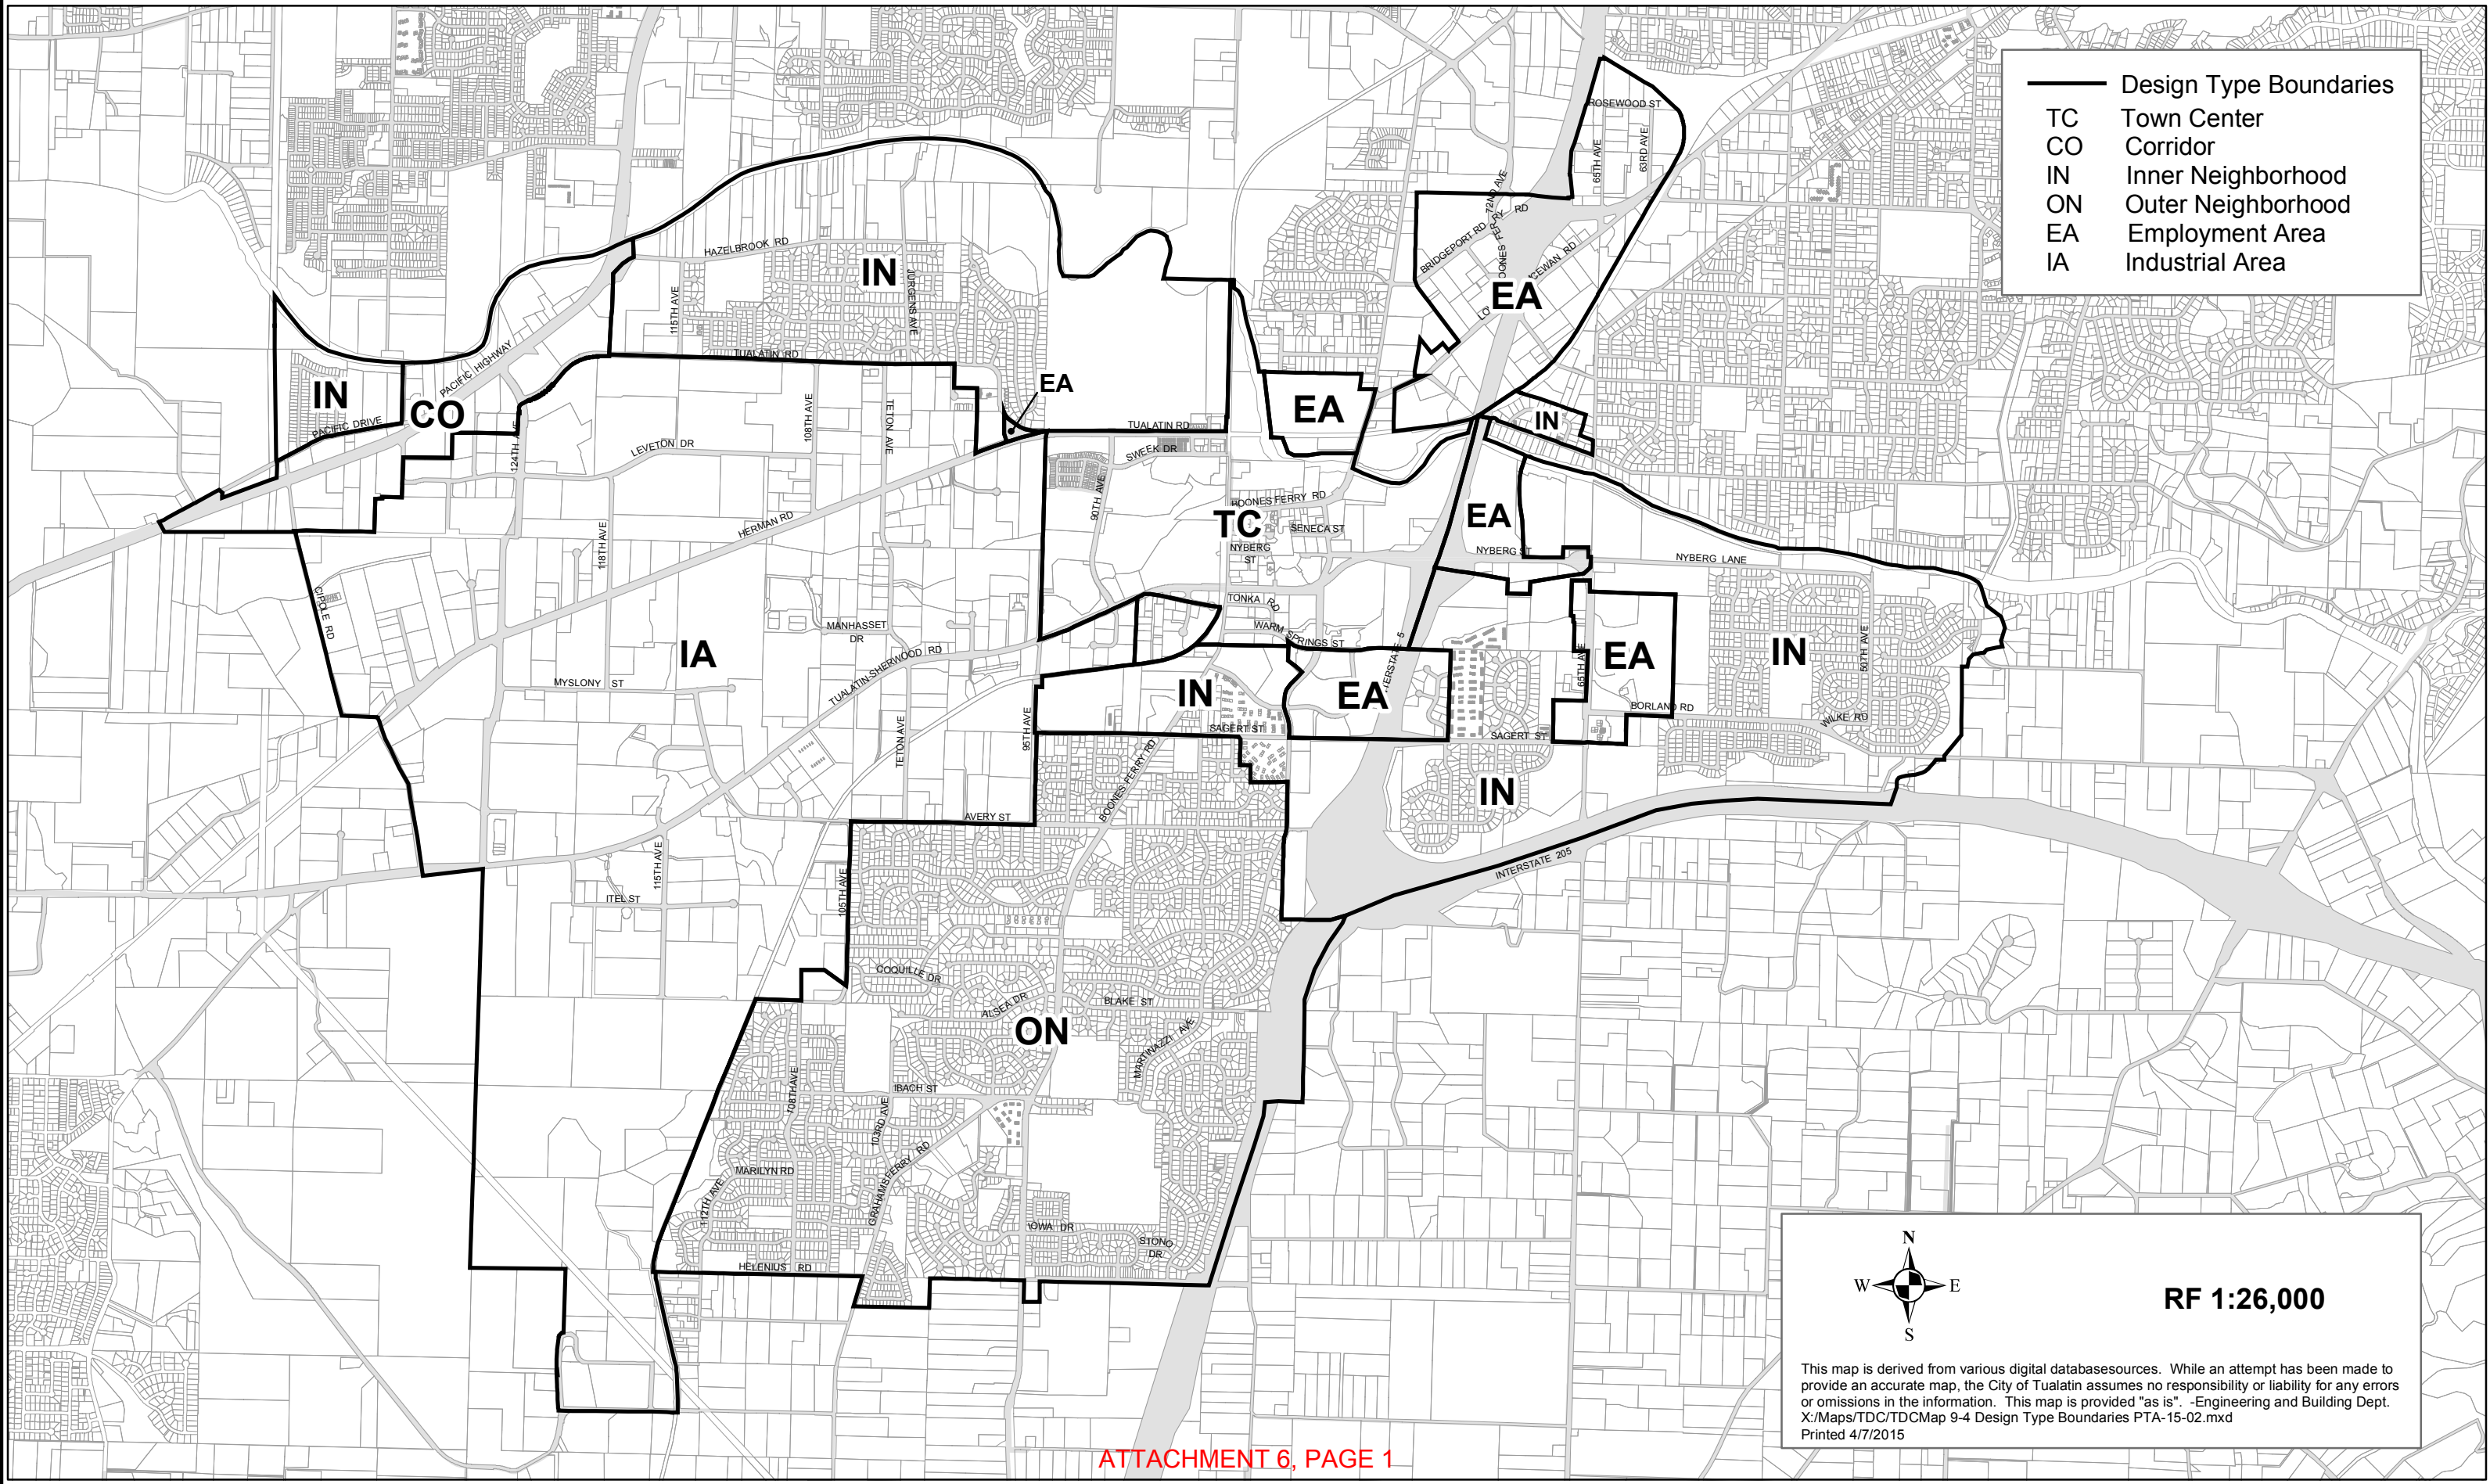 Design Type Boundaries
TC Town Center
CO Corridor
IN Inner Neighborhood
ON Outer Neighborhood
EA Employment Area
IA Industrial Area
ROSEWOOD ST
65TH AVE
63RD AVE
72ND AVE
BRIDGEPORT RD
EA
HAZELBROOK RD
IN
JURGENS AVE
115TH AVE
TUALATIN RD
PACIFIC HIGHWAY
IN
CO
PACIFIC DRIVE
EA
EA
IN
124TH AVE
LEVETON DR
108TH AVE
TETON AVE
TUALATIN RD
SWEEK DR
90TH AVE
BOONES FERRY RD
TC
SENECA ST
NYBERG
ST
EA
NYBERG ST
NYBERG LANE
118TH AVE
HERMAN RD
CIPOLE RD
TONKA RD
WARM SPRINGS ST
MANHASSET
DR
IA
TUALATIN-SHERWOOD RD
MYSLONY ST
TETON AVE
95TH AVE
IN
EA
65TH AVE
EA
IN
50TH AVE
BORLAND RD
WILKE RD
SAGERT ST
SAGERT ST
IN
BOONES FERRY RD
AVERY ST
INTERSTATE 205
115TH AVE
ITEL ST
105TH AVE
COQUILLE DR
ALSEA DR
BLAKE ST
ON
MARTINAZZI AVE
108TH AVE
IBACH ST
103RD AVE
GRAHAMS FERRY RD
MARILYN RD
112TH AVE
IOWA DR
STONO
DR
HELENIUS RD
N
W E
S
RF 1:26,000
This map is derived from various digital databasesources. While an attempt has been made to
provide an accurate map, the City of Tualatin assumes no responsibility or liability for any errors
or omissions in the information. This map is provided "as is". -Engineering and Building Dept.
X:/Maps/TDC/TDCMap 9-4 Design Type Boundaries PTA-15-02.mxd
Printed 4/7/2015
ATTACHMENT 6, PAGE 1